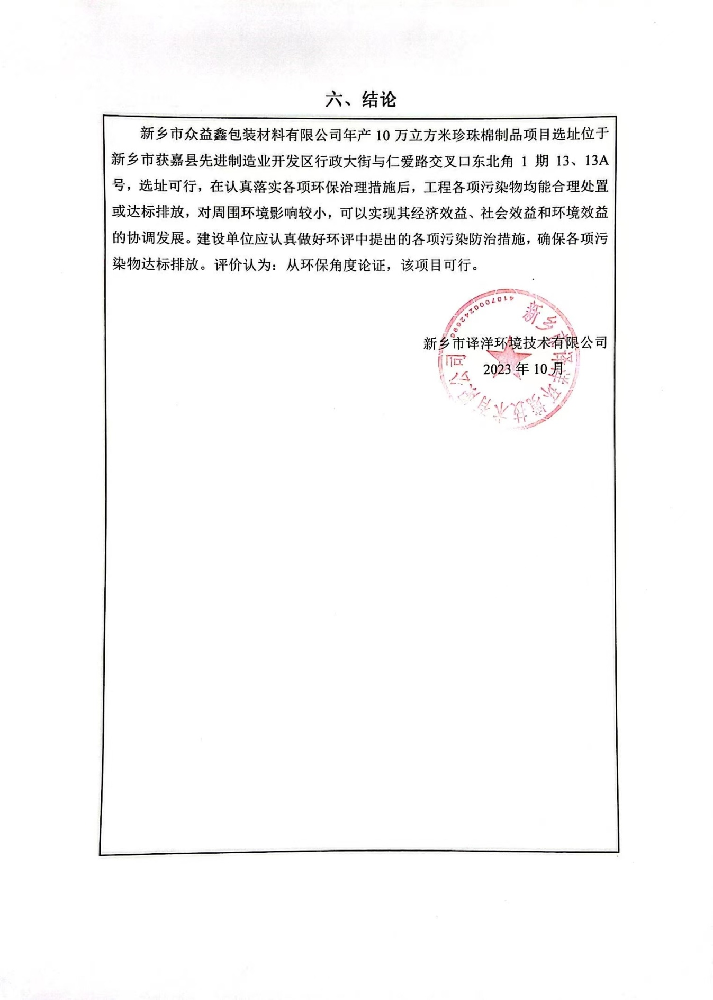 六、结论
新乡市众益鑫包装材料有限公司年产 10 万立方米珍珠棉制品项目选址位于
新乡市获嘉县先进制造业开发区行政大街与仁爱路交叉口东北角 1 期 13、13A
号，选址可行，在认真落实各项环保治理措施后，工程各项污染物均能合理处置
或达标排放，对周围环境影响较小，可以实现其经济效益、社会效益和环境效益
的协调发展。建设单位应认真做好环评中提出的各项污染防治措施，确保各项污
染物达标排放。评价认为：从环保角度论证，该项目可行。
新乡市译洋环境技术有限公司
2023 年 10 月
新乡市译洋环境技术有限公司
4107000242696